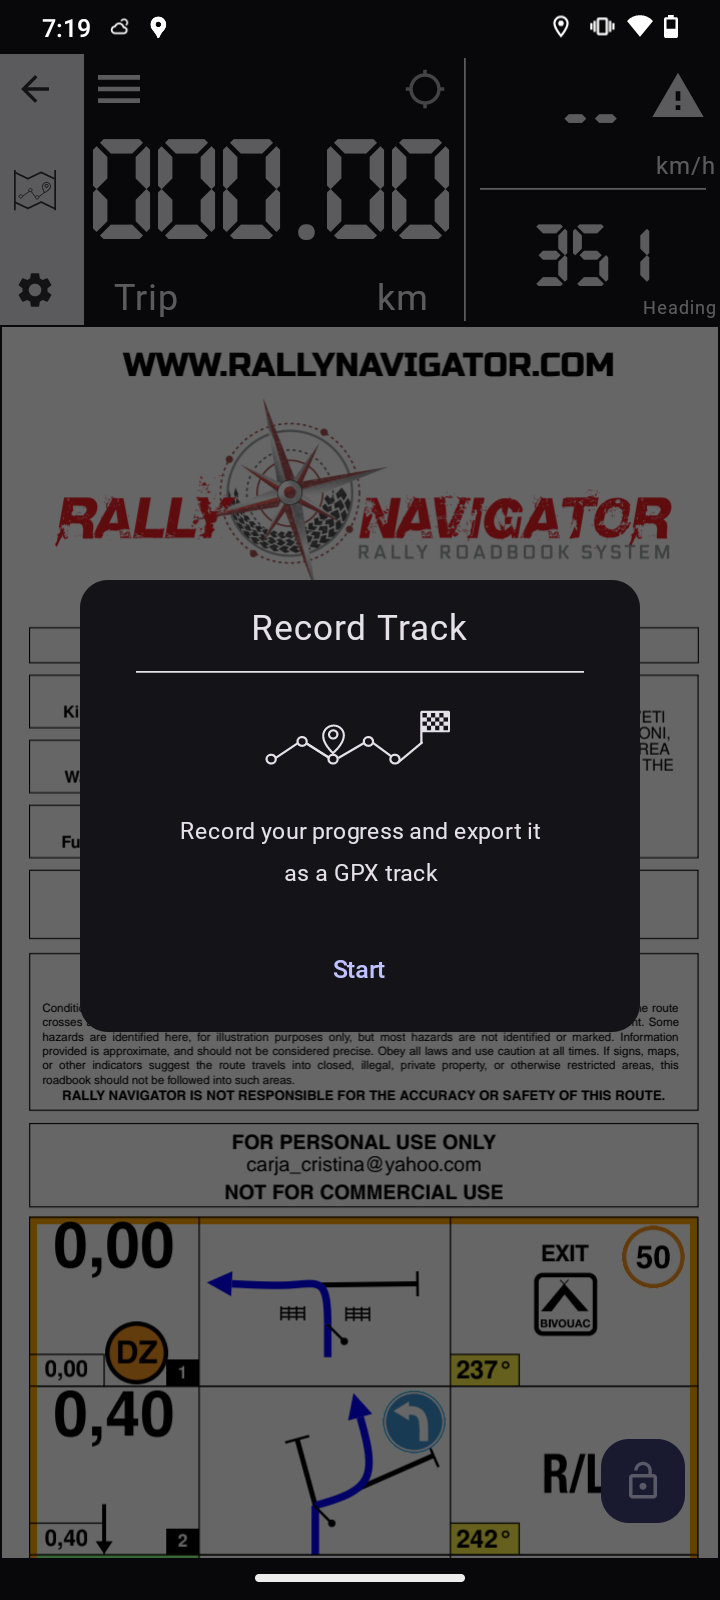 7:19
000.00
Trip km
--
km/h
351
Heading
WWW.RALLYNAVIGATOR.COM
RALLY NAVIGATOR
RALLY ROADBOOK SYSTEM
Record Track
Record your progress and export it
as a GPX track
Start
Ki
W
Fu
ETI
ONI,
REA
THE
route
crosses
nt. Some
hazards are identified here, for illustration purposes only, but most hazards are not identified or marked. Information
provided is approximate, and should not be considered precise. Obey all laws and use caution at all times. If signs, maps,
or other indicators suggest the route travels into closed, illegal, private property, or otherwise restricted areas, this
roadbook should not be followed into such areas.
RALLY NAVIGATOR IS NOT RESPONSIBLE FOR THE ACCURACY OR SAFETY OF THIS ROUTE.
FOR PERSONAL USE ONLY
carja_cristina@yahoo.com
NOT FOR COMMERCIAL USE
0,00
EXIT
50
BIVOUAC
DZ
0,00
1
237°
0,40
R/L
0,40
2
242°